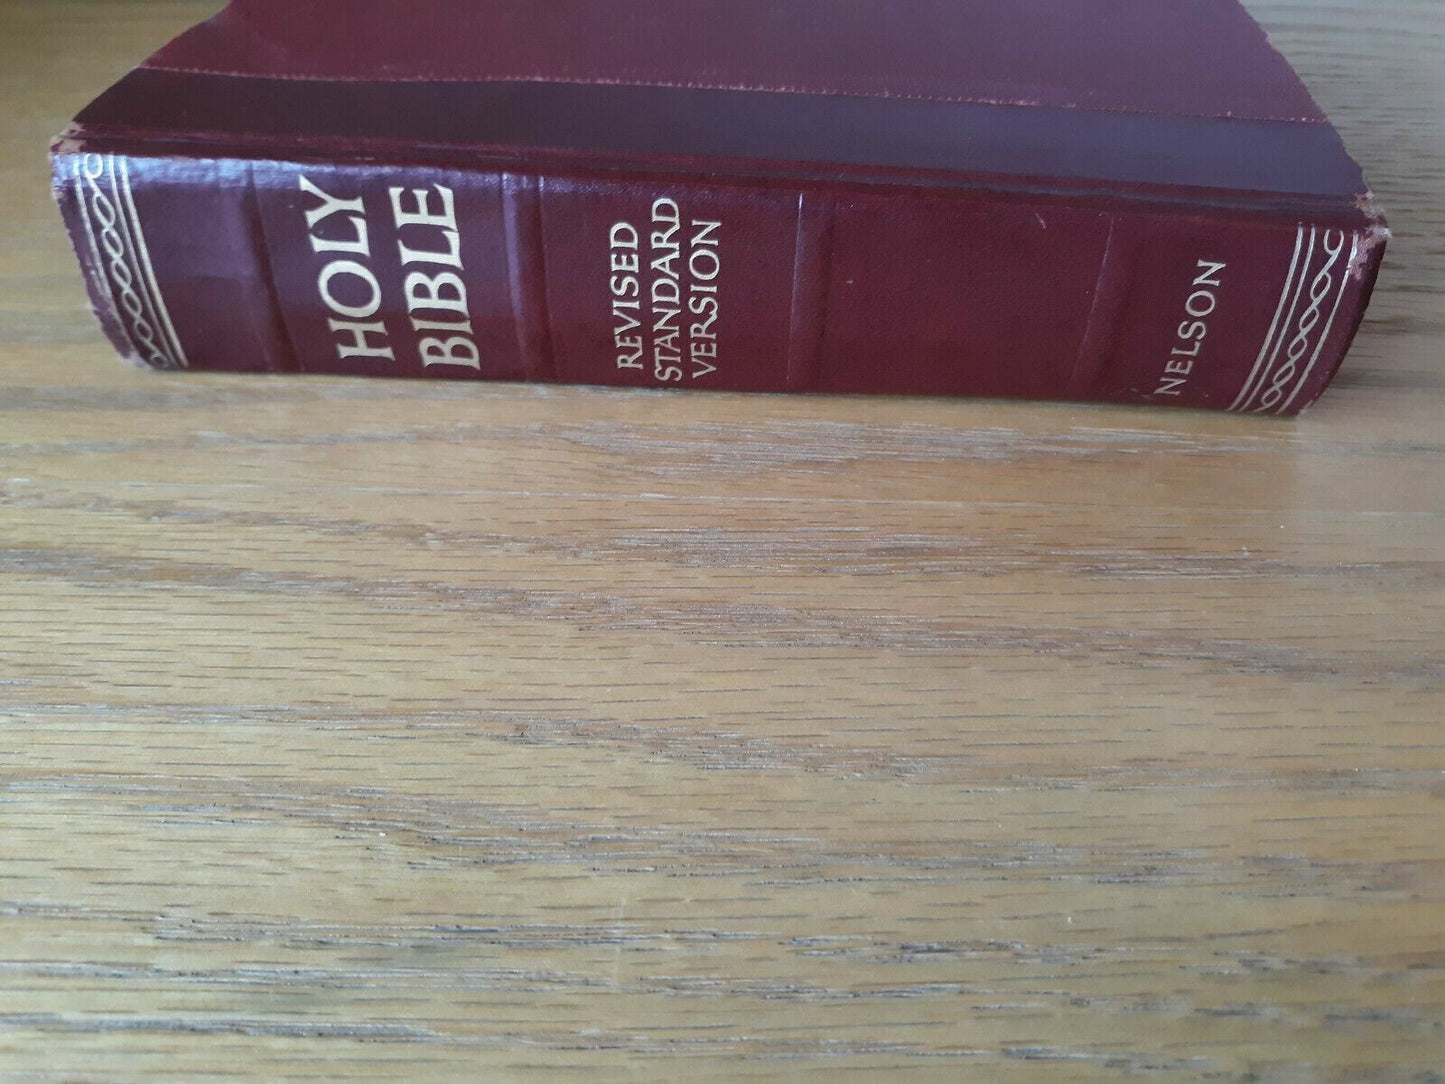 HOLY
BIBLE
REVISED
STANDARD
VERSION
NELSON